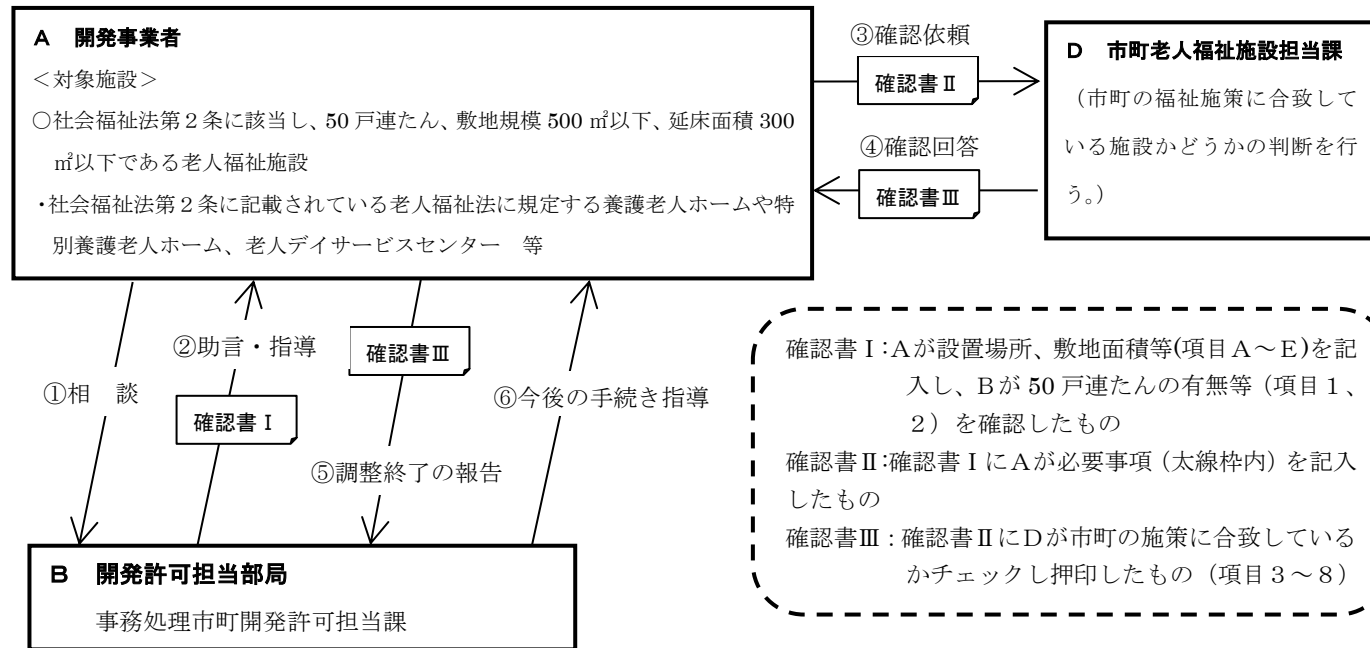 A 開発事業者
＜対象施設＞
○社会福祉法第２条に該当し、50 戸連たん、敷地規模 500 ㎡以下、延床面積 300
㎡以下である老人福祉施設
・社会福祉法第２条に記載されている老人福祉法に規定する養護老人ホームや特
別養護老人ホーム、老人デイサービスセンター 等
③確認依頼
確認書Ⅱ
④確認回答
確認書Ⅲ
D 市町老人福祉施設担当課
（市町の福祉施策に合致して
いる施設かどうかの判断を行
う。）
①相 談
②助言・指導
確認書Ⅰ
確認書Ⅲ
⑤調整終了の報告
⑥今後の手続き指導
B 開発許可担当部局
事務処理市町開発許可担当課
確認書Ⅰ：Ａが設置場所、敷地面積等(項目Ａ～Ｅ)を記
入し、Ｂが 50 戸連たんの有無等（項目１、
２）を確認したもの
確認書Ⅱ：確認書ⅠにＡが必要事項（太線枠内）を記入
したもの
確認書Ⅲ：確認書ⅡにＤが市町の施策に合致している
かチェックし押印したもの（項目３～８）